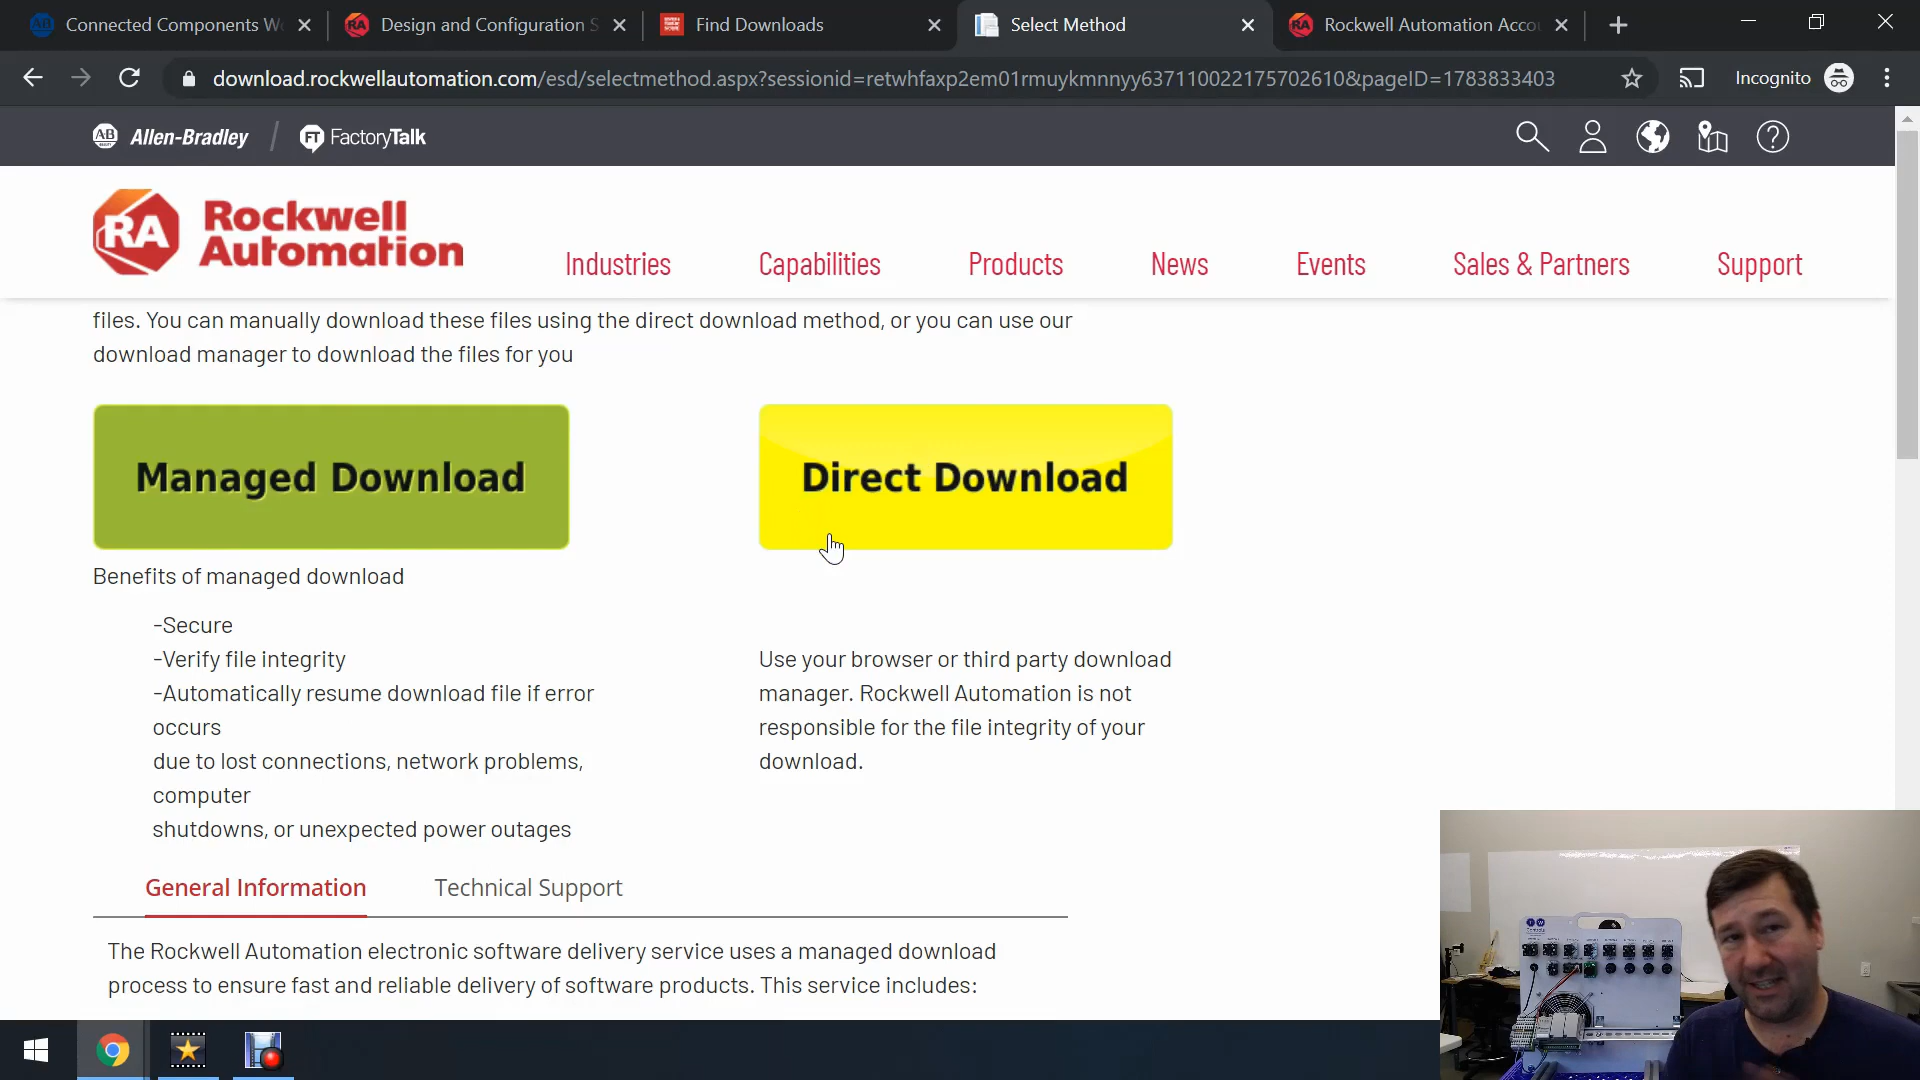 Connected Components W
Design and Configuration S
Find Downloads
Select Method
Rockwell Automation Acco
download.rockwellautomation.com/esd/selectmethod.aspx?sessionid=retwhfaxp2em01rmuykmnnyy637110022175702610&pageID=1783833403
Incognito
AB Allen-Bradley / FT FactoryTalk
RA Rockwell Automation
Industries Capabilities Products News Events Sales & Partners Support
files. You can manually download these files using the direct download method, or you can use our
download manager to download the files for you
Managed Download
Direct Download
Benefits of managed download
-Secure
-Verify file integrity
-Automatically resume download file if error
occurs
due to lost connections, network problems,
computer
shutdowns, or unexpected power outages
Use your browser or third party download
manager. Rockwell Automation is not
responsible for the file integrity of your
download.
General Information Technical Support
The Rockwell Automation electronic software delivery service uses a managed download
process to ensure fast and reliable delivery of software products. This service includes: